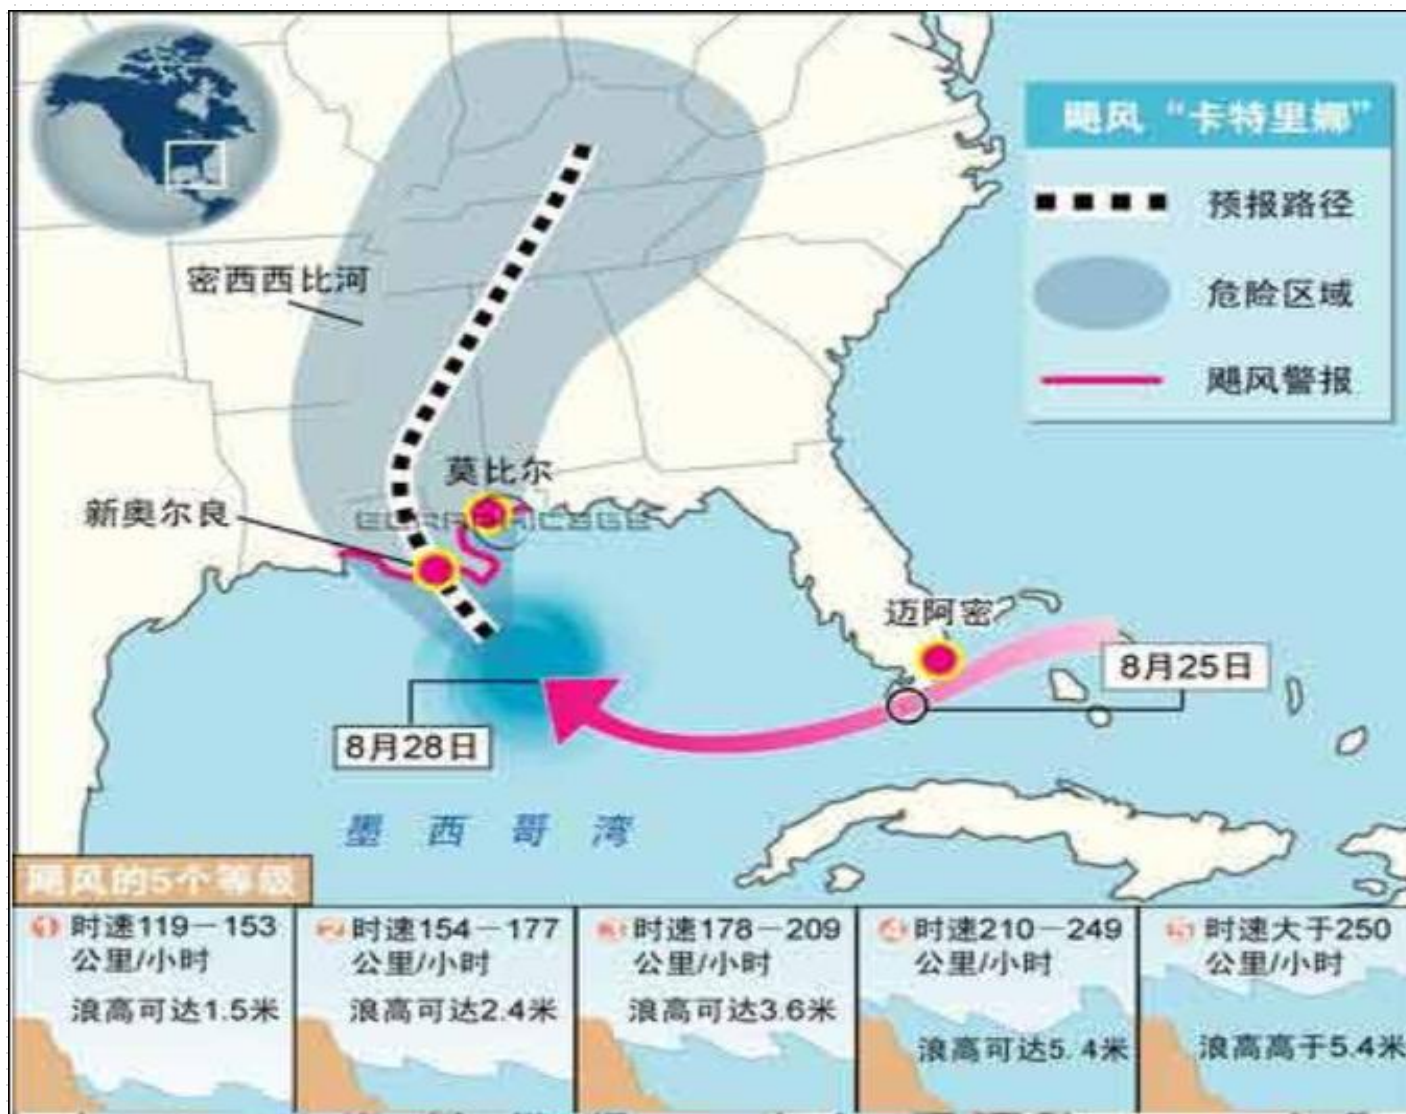 飓风“卡特里娜”
预报路径
危险区域
飓风警报
密西西比河
莫比尔
新奥尔良
迈阿密
8月25日
8月28日
墨西哥湾
飓风的5个等级
1 时速119－153
公里/小时
浪高可达1.5米
2 时速154－177
公里/小时
浪高可达2.4米
3 时速178－209
公里/小时
浪高可达3.6米
4 时速210－249
公里/小时
浪高可达5.4米
5 时速大于250
公里/小时
浪高高于5.4米